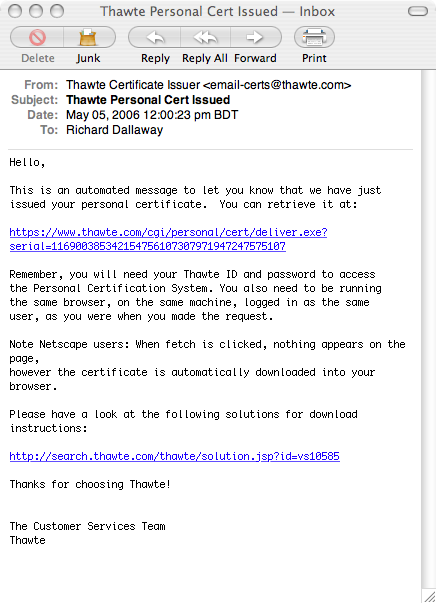 Thawte Personal Cert Issued — Inbox
Delete Junk Reply Reply All Forward Print
From: Thawte Certificate Issuer <email-certs@thawte.com>
Subject: Thawte Personal Cert Issued
Date: May 05, 2006 12:00:23 pm BDT
To: Richard Dallaway
Hello,
This is an automated message to let you know that we have just
issued your personal certificate.  You can retrieve it at:
https://www.thawte.com/cgi/personal/cert/deliver.exe?
serial=116900385342154756107307971947247575107
Remember, you will need your Thawte ID and password to access
the Personal Certification System. You also need to be running
the same browser, on the same machine, logged in as the same
user, as you were when you made the request.
Note Netscape users: When fetch is clicked, nothing appears on the
page,
however the certificate is automatically downloaded into your
browser.
Please have a look at the following solutions for download
instructions:
http://search.thawte.com/thawte/solution.jsp?id=vs10585
Thanks for choosing Thawte!
The Customer Services Team
Thawte